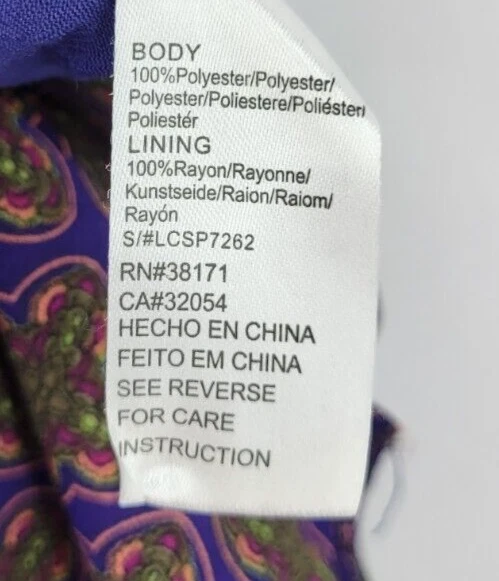 BODY
100%Polyester/Polyester/
Polyester/Poliestere/Poliéster/
Poliestér
LINING
100%Rayon/Rayonne/
Kunstseide/Raion/Raiom/
Rayón
S/#LCSP7262
RN#38171
CA#32054
HECHO EN CHINA
FEITO EM CHINA
SEE REVERSE
FOR CARE
INSTRUCTION